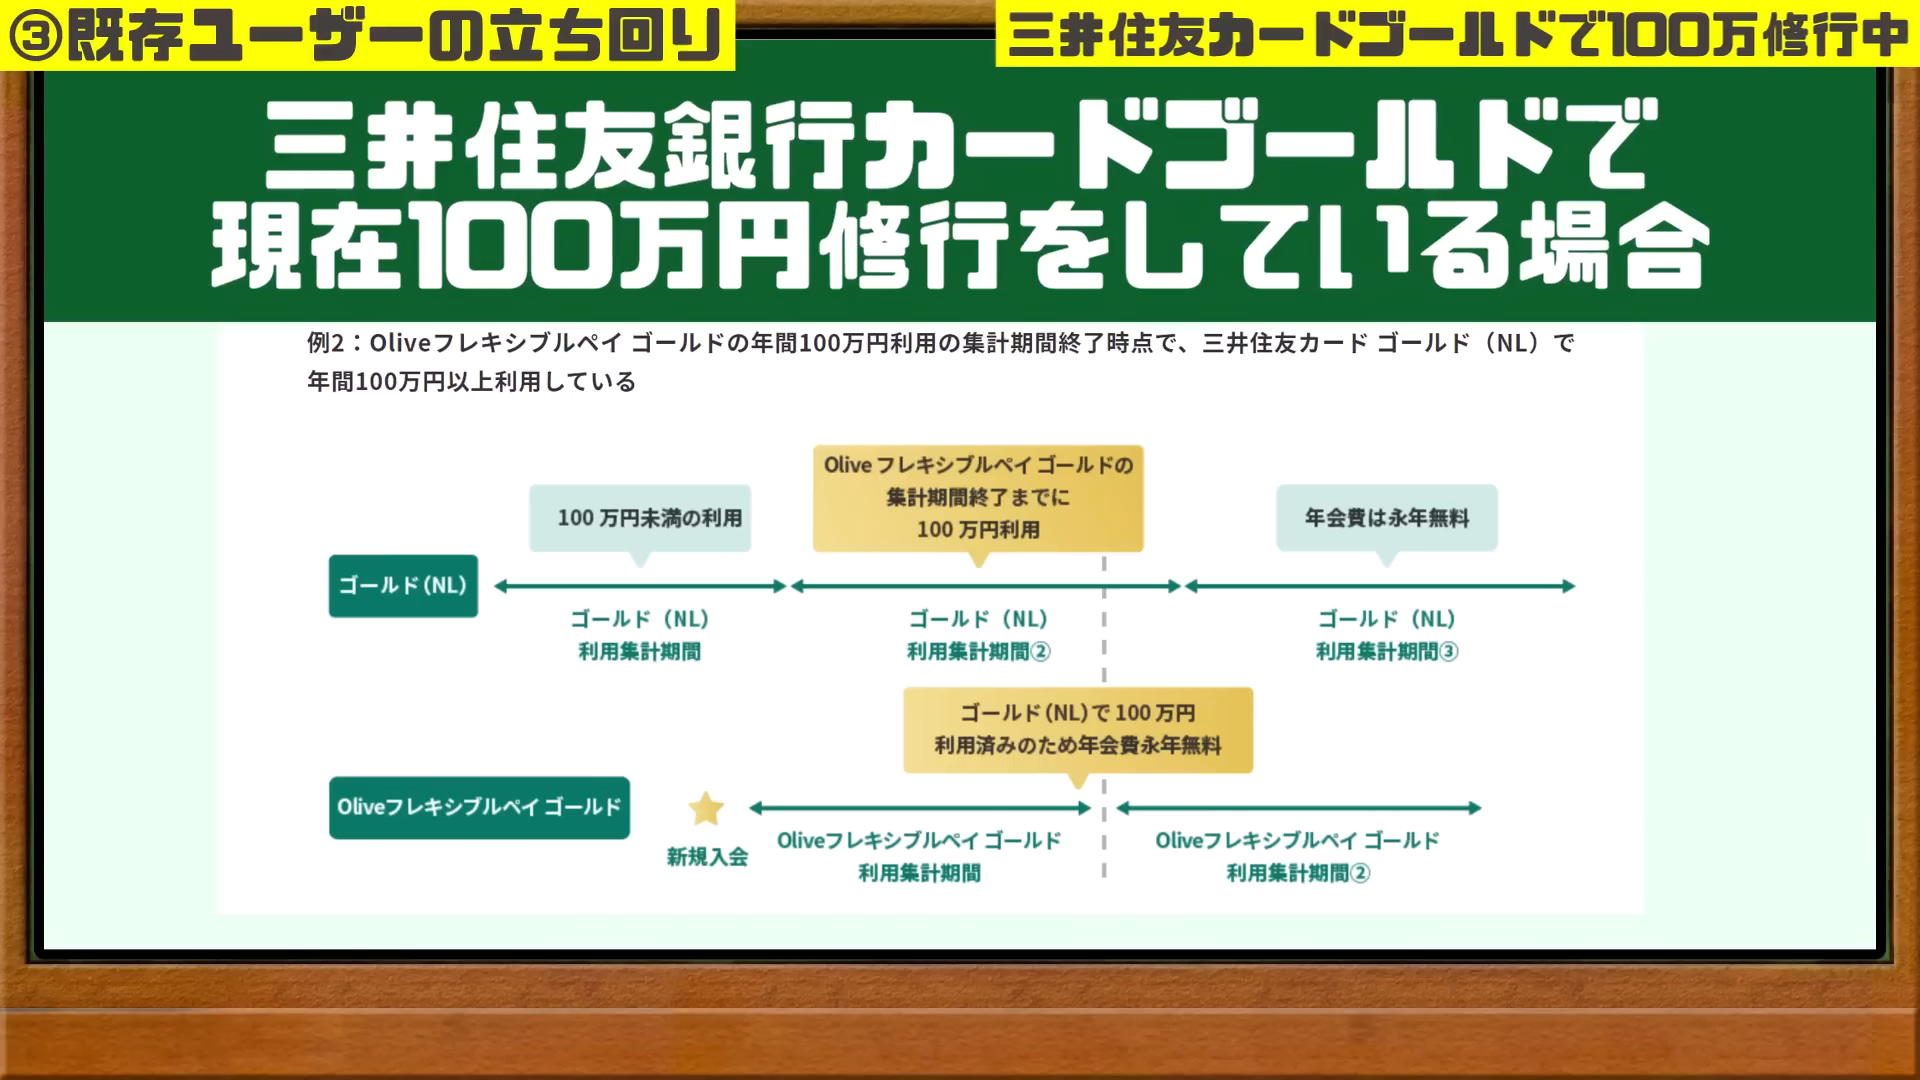 ③既存ユーザーの立ち回り
三井住友カードゴールドで100万修行中
三井住友銀行カードゴールドで
現在100万円修行をしている場合
例2：Oliveフレキシブルペイ ゴールドの年間100万円利用の集計期間終了時点で、三井住友カード ゴールド（NL）で
年間100万円以上利用している
100 万円未満の利用
Olive フレキシブルペイ ゴールドの
集計期間終了までに
100 万円利用
年会費は永年無料
ゴールド（NL）
ゴールド（NL）
利用集計期間
ゴールド（NL）
利用集計期間②
ゴールド（NL）
利用集計期間③
ゴールド（NL）で 100 万円
利用済みのため年会費永年無料
Oliveフレキシブルペイ ゴールド
新規入会
Oliveフレキシブルペイ ゴールド
利用集計期間
Oliveフレキシブルペイ ゴールド
利用集計期間②